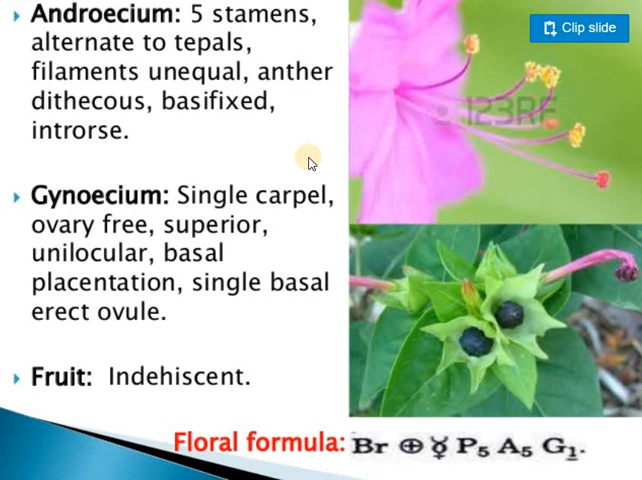 Androecium: 5 stamens,
alternate to tepals,
filaments unequal, anther
dithecous, basifixed,
introrse.
Gynoecium: Single carpel,
ovary free, superior,
unilocular, basal
placentation, single basal
erect ovule.
Fruit: Indehiscent.
Floral formula: Br ⊕ ⚥ P₅ A₅ G₁.
Clip slide
123RF